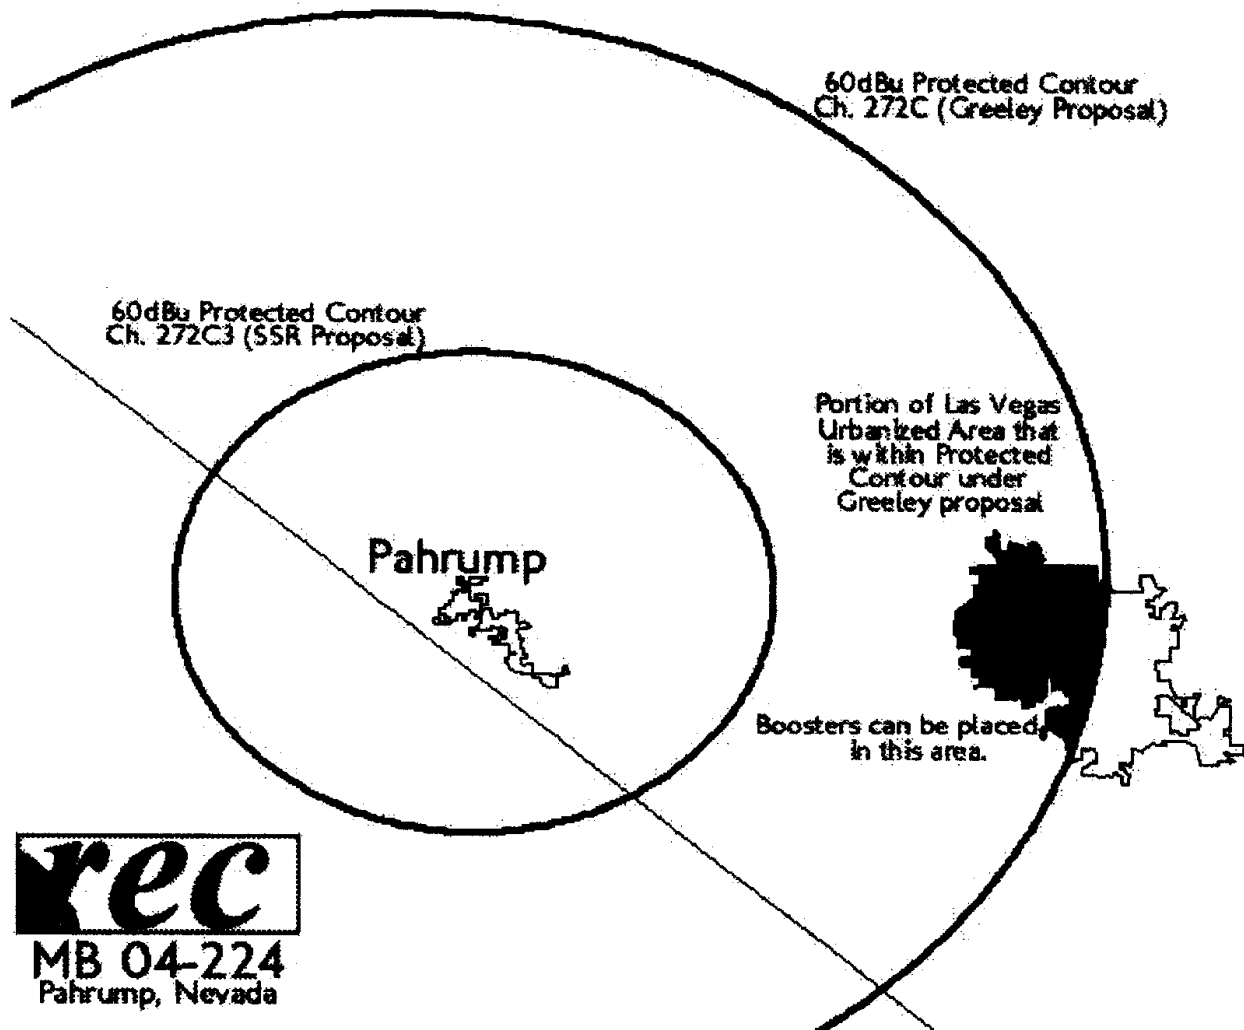 60dBu Protected Contour
Ch. 272C (Greeley Proposal)
60dBu Protected Contour
Ch. 272C3 (SSR Proposal)
Portion of Las Vegas
Urbanized Area that
is within Protected
Contour under
Greeley proposal
Pahrump
Boosters can be placed
in this area.
rec
MB 04-224
Pahrump, Nevada